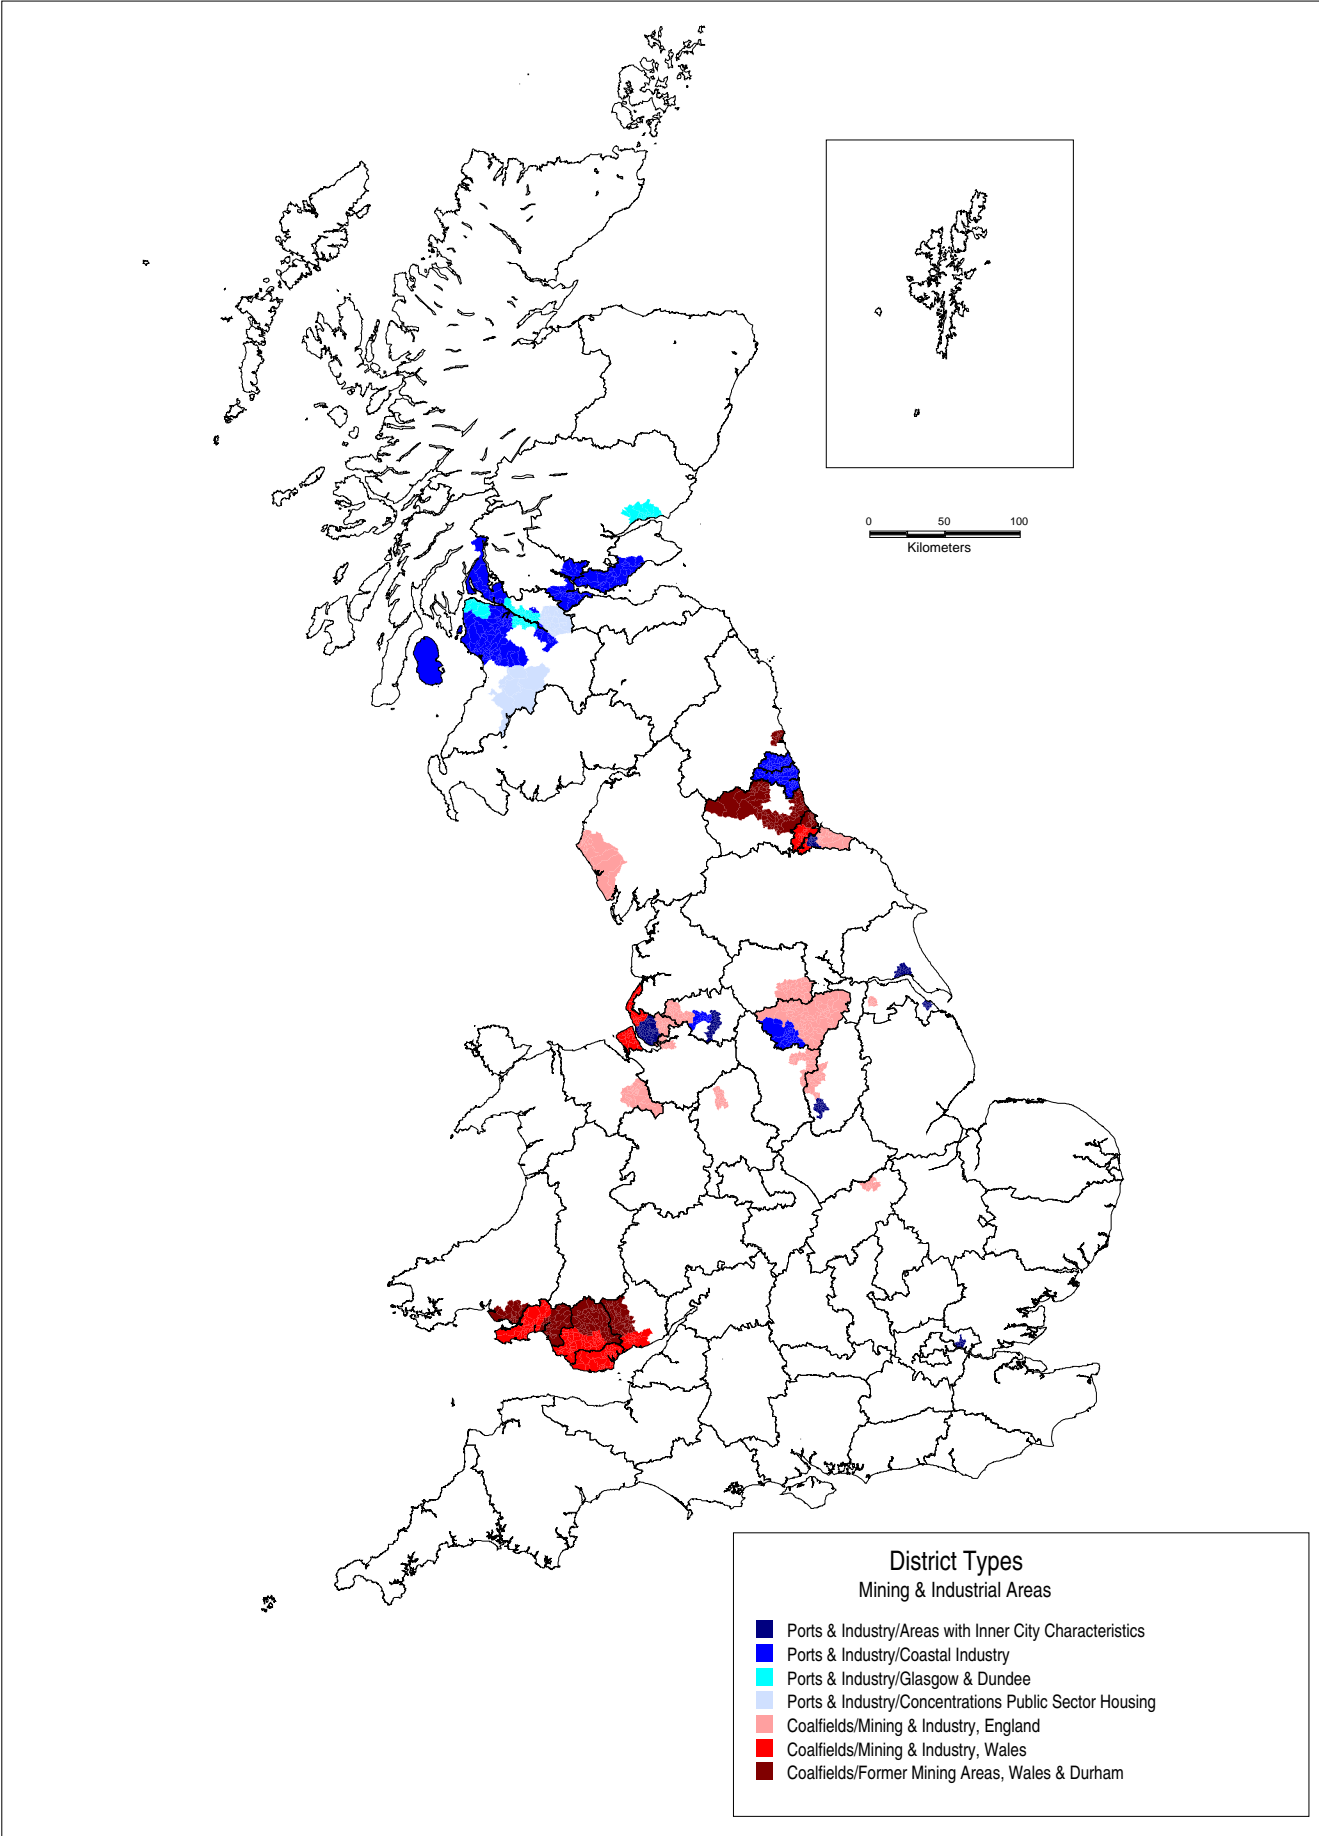 0 50 100
Kilometers
District Types
Mining & Industrial Areas
Ports & Industry/Areas with Inner City Characteristics
Ports & Industry/Coastal Industry
Ports & Industry/Glasgow & Dundee
Ports & Industry/Concentrations Public Sector Housing
Coalfields/Mining & Industry, England
Coalfields/Mining & Industry, Wales
Coalfields/Former Mining Areas, Wales & Durham